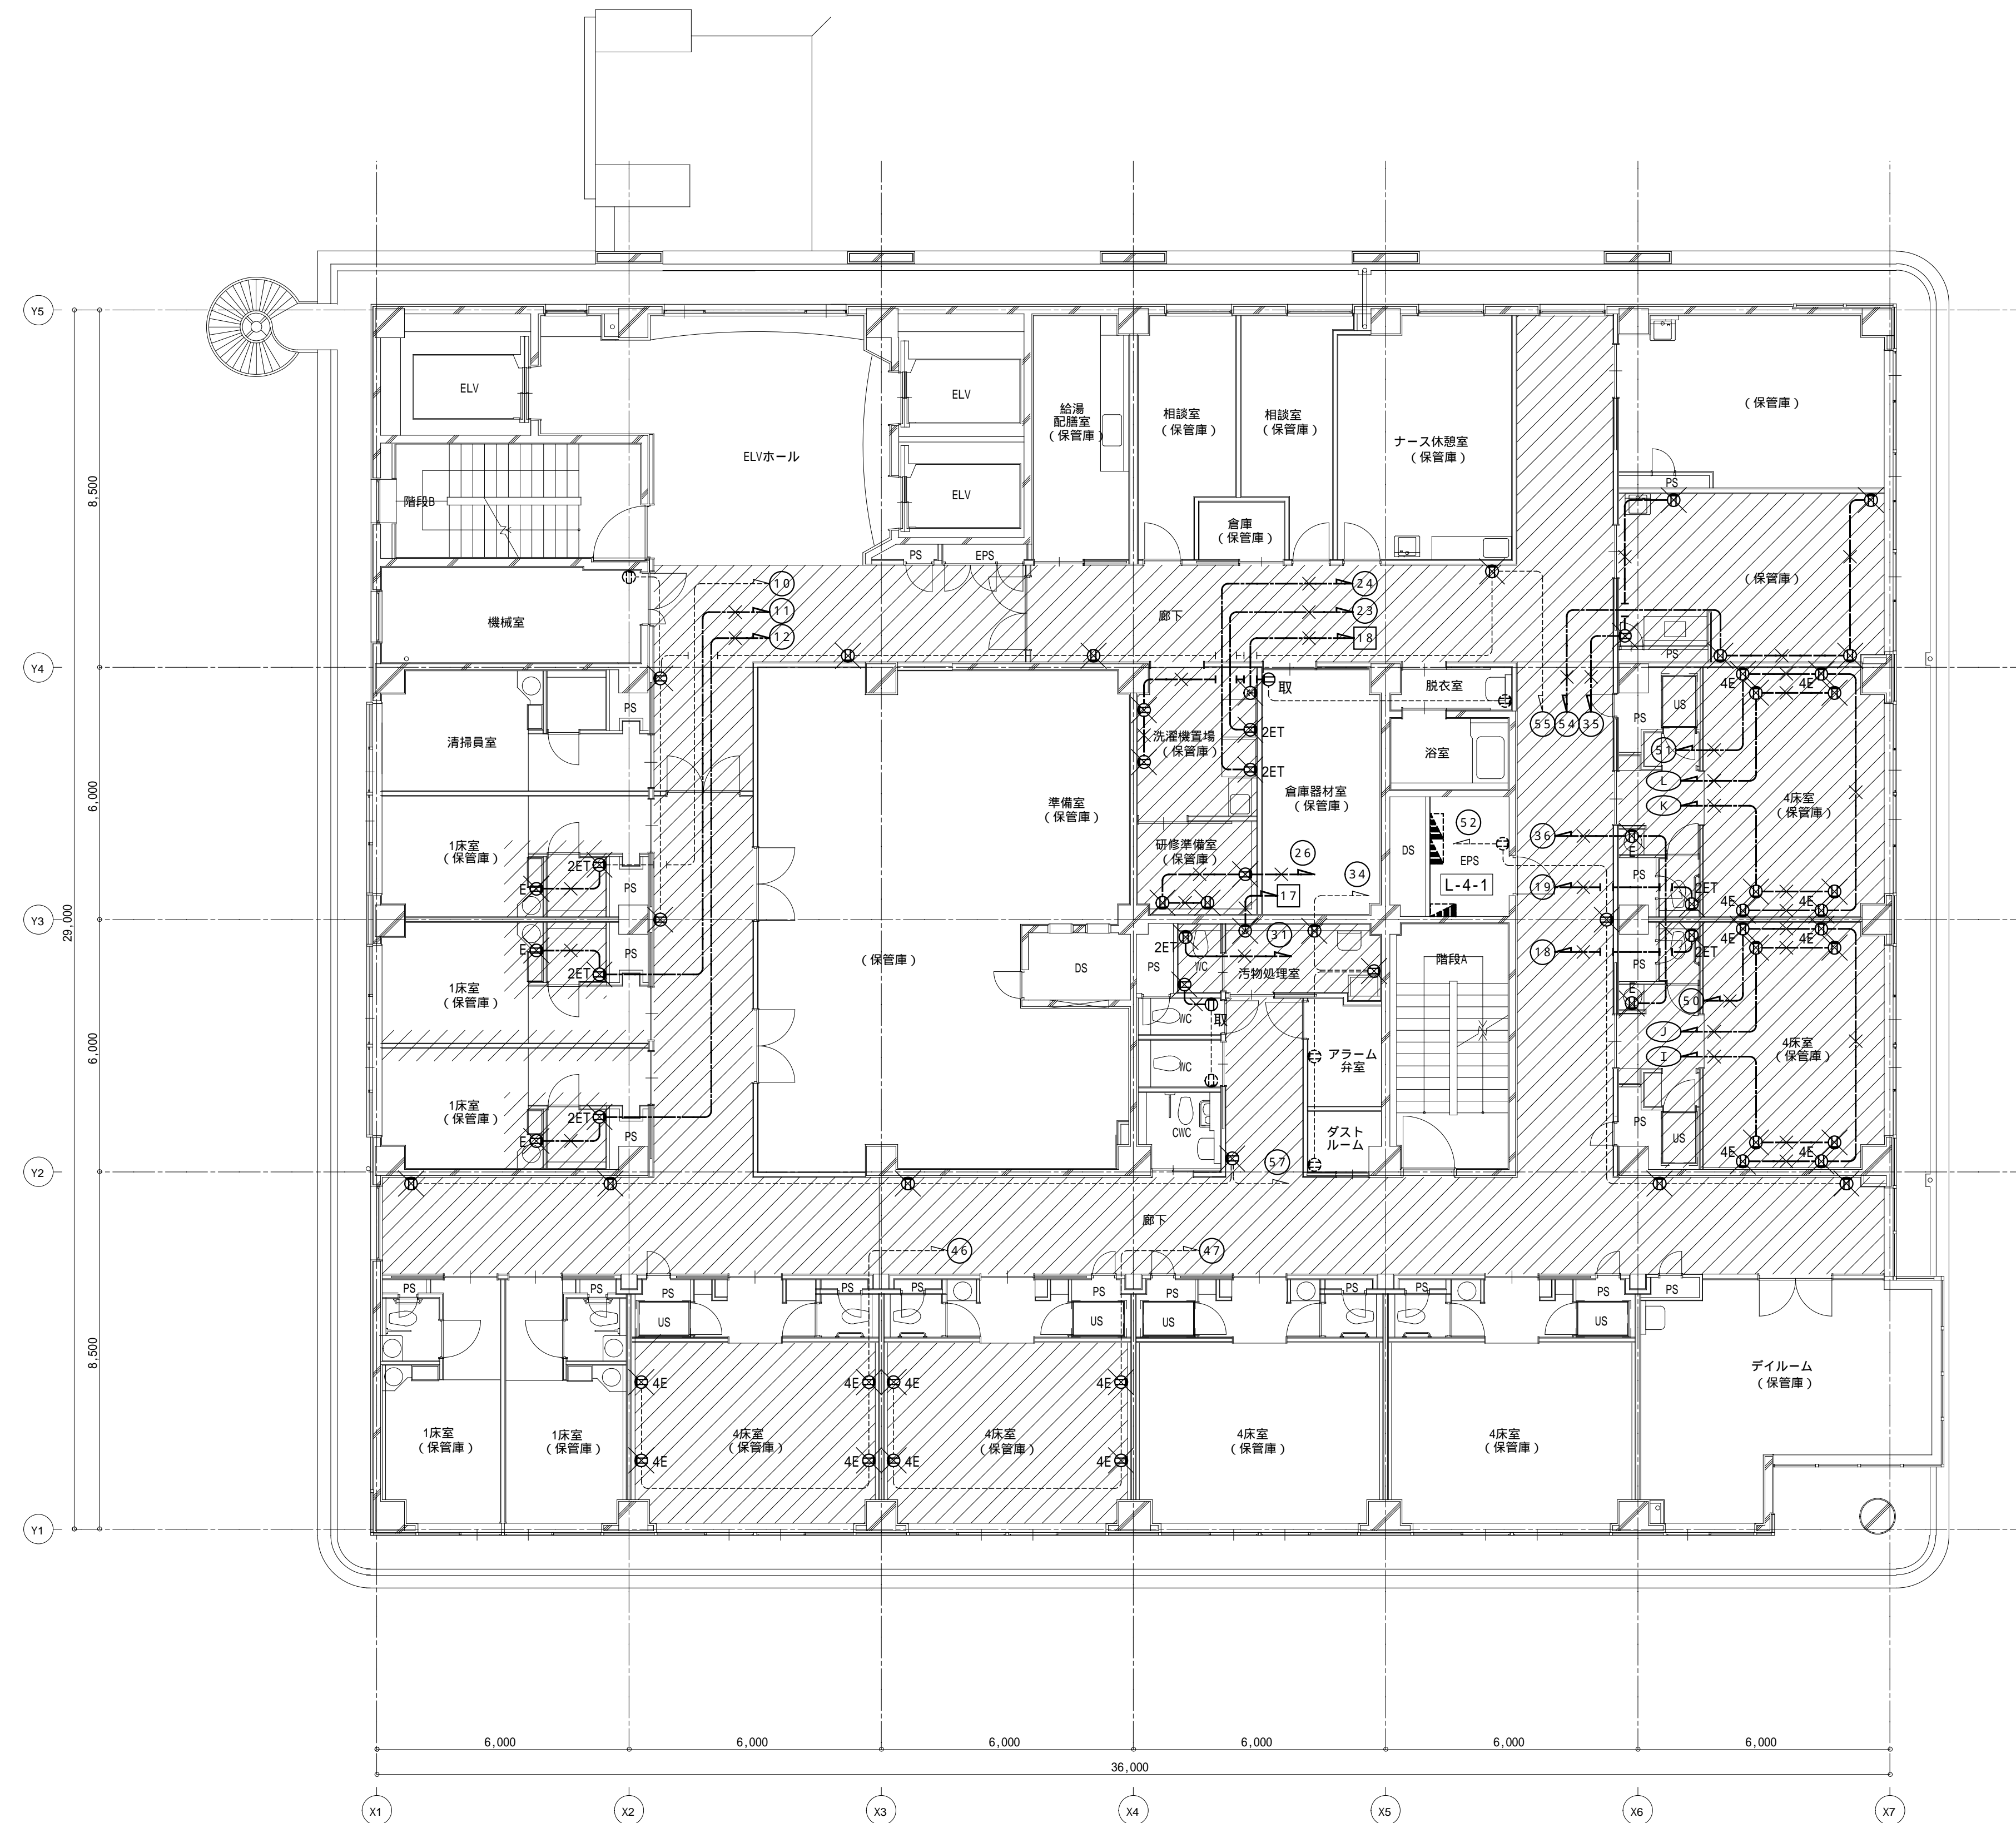 Y5
ELV
ELV
給湯
配膳室
(保管庫)
相談室
(保管庫)
相談室
(保管庫)
ナース休憩室
(保管庫)
(保管庫)
8,500
ELVホール
階段B
ELV
倉庫
(保管庫)
PS
PS
EPS
10
24
(保管庫)
11
23
機械室
廊下
12
18
Y4
PS
取
脱衣室
4E
4E
PS
PS
US
清掃員室
55
54
35
2ET
洗濯機置場
(保管庫)
浴室
51
2ET
L
6,000
準備室
(保管庫)
倉庫器材室
(保管庫)
K
4床室
(保管庫)
52
36
1床室
(保管庫)
研修準備室
(保管庫)
26
DS
EPS
E
2ET
PS
34
PS
E
L-4-1
19
2ET
17
4E
4E
Y3
29,000
4E
4E
31
2ET
2ET
E
PS
(保管庫)
DS
PS
WC
汚物処理室
階段A
18
PS
2ET
1床室
(保管庫)
E
50
WC
取
J
4床室
(保管庫)
6,000
アラーム
弁室
I
WC
1床室
(保管庫)
2ET
E
PS
CWC
ダスト
ルーム
PS
US
4E
4E
57
Y2
廊下
46
47
PS
PS
PS
PS
PS
PS
PS
PS
PS
PS
PS
US
US
US
US
8,500
デイルーム
(保管庫)
4E
4E
4E
4E
1床室
(保管庫)
1床室
(保管庫)
4床室
(保管庫)
4床室
(保管庫)
4床室
(保管庫)
4床室
(保管庫)
4E
4E
4E
4E
Y1
6,000
6,000
6,000
6,000
6,000
6,000
36,000
X1
X2
X3
X4
X5
X6
X7